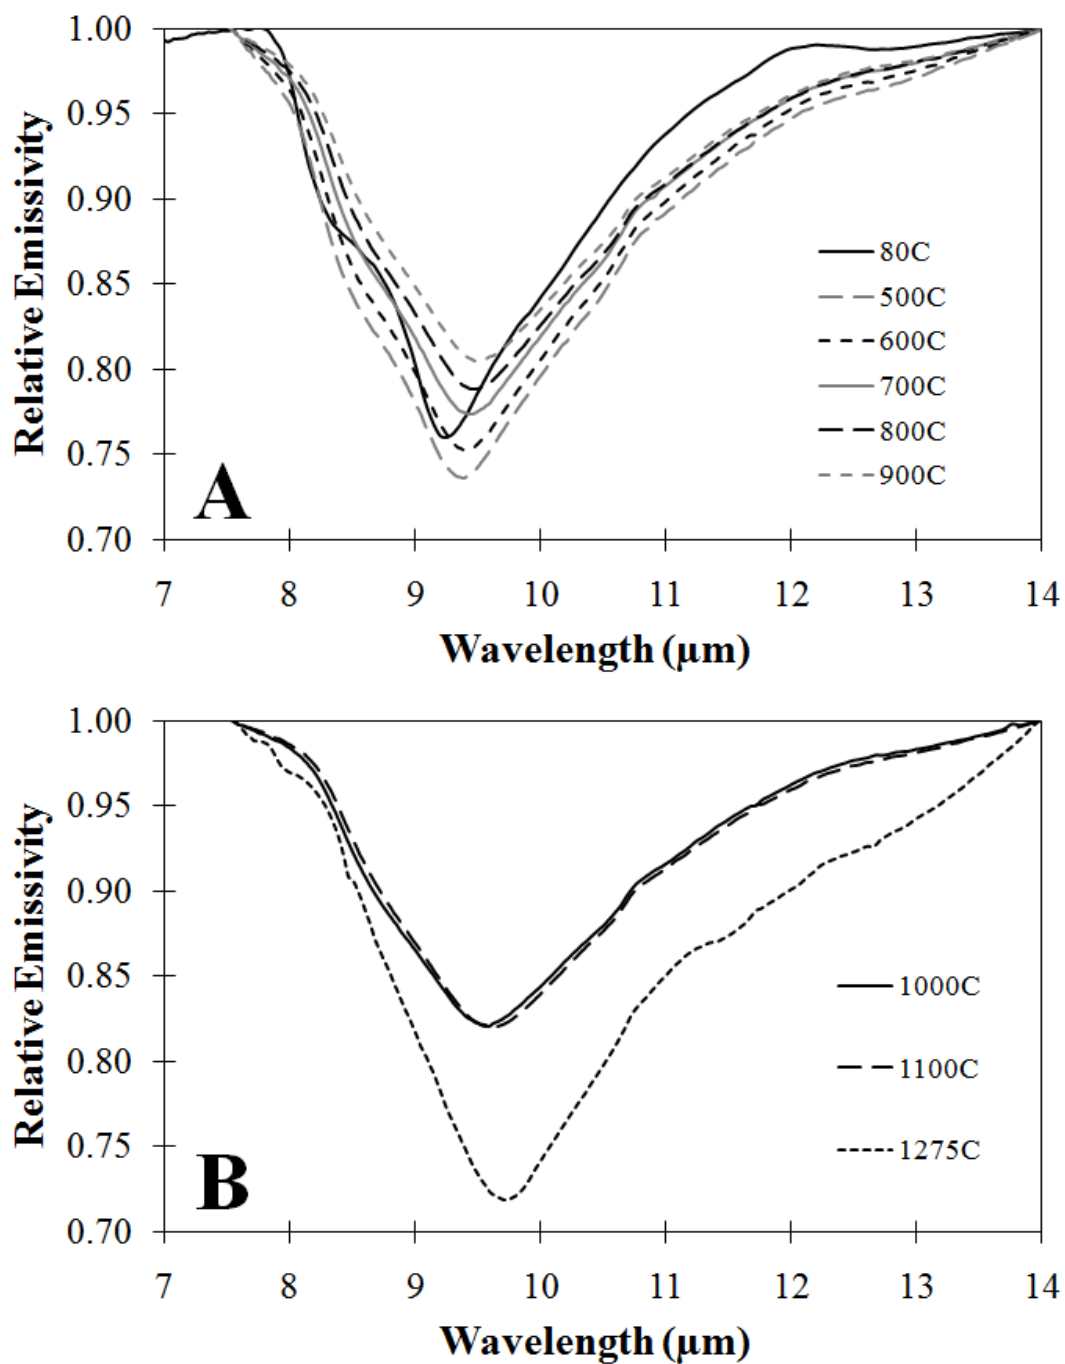 1.00
0.95
0.90
0.85
0.80
0.75
0.70
Relative Emissivity
80C
500C
600C
700C
800C
900C
A
7 8 9 10 11 12 13 14
Wavelength (µm)
1.00
0.95
0.90
0.85
0.80
0.75
0.70
Relative Emissivity
1000C
1100C
1275C
B
7 8 9 10 11 12 13 14
Wavelength (µm)